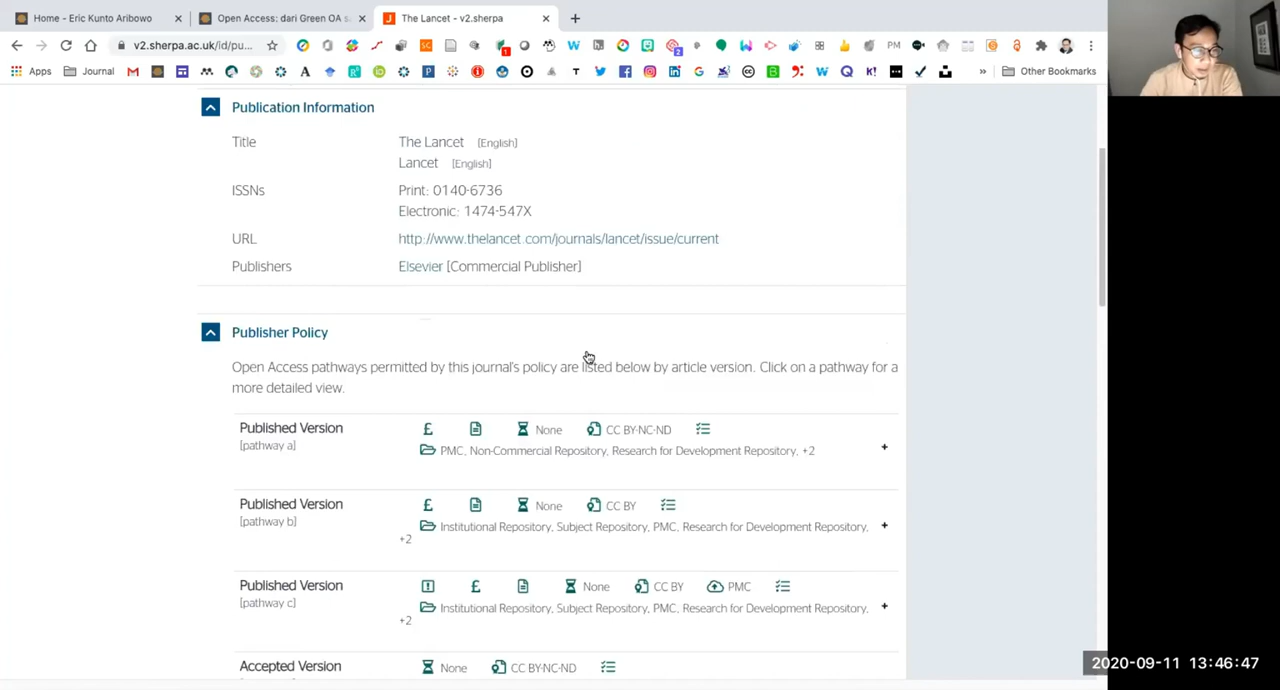 Home - Eric Kunto Aribowo
Open Access: dari Green OA s
The Lancet - v2.sherpa
v2.sherpa.ac.uk/id/pu...
PM
Apps
Journal
Other Bookmarks
Publication Information
Title
The Lancet [English]
Lancet [English]
ISSNs
Print: 0140-6736
Electronic: 1474-547X
URL
http://www.thelancet.com/journals/lancet/issue/current
Publishers
Elsevier [Commercial Publisher]
Publisher Policy
Open Access pathways permitted by this journal's policy are listed below by article version. Click on a pathway for a
more detailed view.
Published Version
[pathway a]
£ None CC BY-NC-ND
PMC, Non-Commercial Repository, Research for Development Repository, +2
+
Published Version
[pathway b]
£ None CC BY
Institutional Repository, Subject Repository, PMC, Research for Development Repository,
+2
+
Published Version
[pathway c]
£ None CC BY PMC
Institutional Repository, Subject Repository, PMC, Research for Development Repository,
+2
+
Accepted Version
None CC BY-NC-ND
2020-09-11 13:46:47